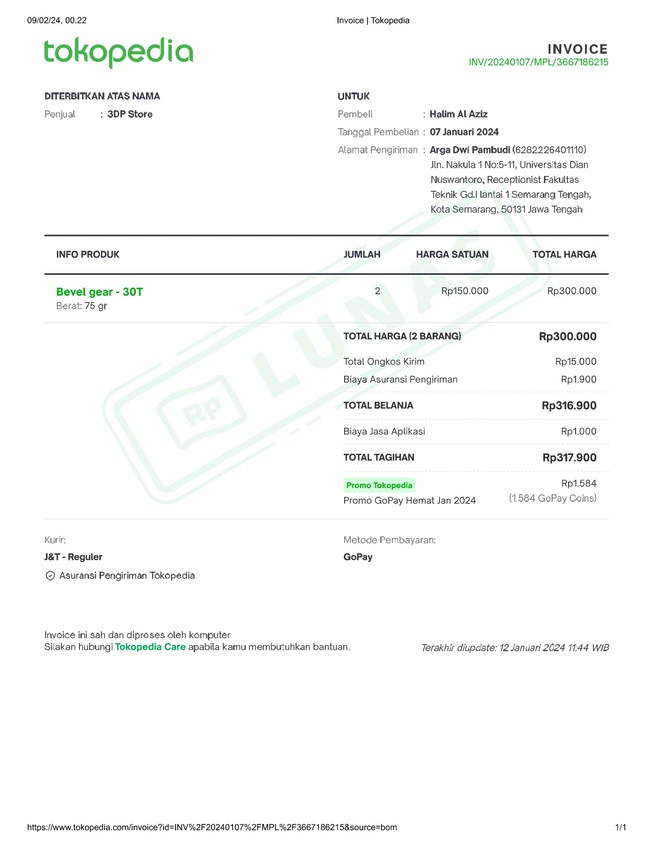 09/02/24, 00.22 Invoice | Tokopedia
tokopedia
INVOICE
INV/20240107/MPL/3667186215
DITERBITKAN ATAS NAMA
Penjual : 3DP Store
UNTUK
Pembeli : Halim Al Aziz
Tanggal Pembelian : 07 Januari 2024
Alamat Pengiriman : Arga Dwi Pambudi (6282226401110)
Jln. Nakula 1 No:5-11, Universitas Dian
Nuswantoro, Receptionist Fakultas
Teknik Gd.I lantai 1 Semarang Tengah,
Kota Semarang, 50131 Jawa Tengah
INFO PRODUK JUMLAH HARGA SATUAN TOTAL HARGA
Bevel gear - 30T 2 Rp150.000 Rp300.000
Berat: 75 gr
RP LUNAS
TOTAL HARGA (2 BARANG) Rp300.000
Total Ongkos Kirim Rp15.000
Biaya Asuransi Pengiriman Rp1.900
TOTAL BELANJA Rp316.900
Biaya Jasa Aplikasi Rp1.000
TOTAL TAGIHAN Rp317.900
Promo Tokopedia Rp1.584
Promo GoPay Hemat Jan 2024 (1.584 GoPay Coins)
Kurir:
J&T - Reguler
Asuransi Pengiriman Tokopedia
Metode Pembayaran:
GoPay
Invoice ini sah dan diproses oleh komputer
Silakan hubungi Tokopedia Care apabila kamu membutuhkan bantuan. Terakhir diupdate: 12 Januari 2024 11:44 WIB
https://www.tokopedia.com/invoice?id=INV%2F20240107%2FMPL%2F3667186215&source=bom 1/1